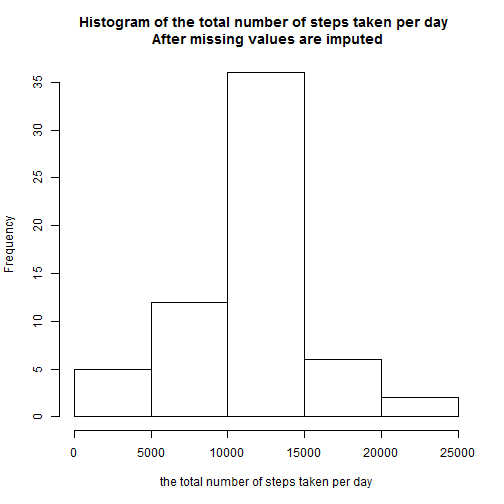 Histogram of the total number of steps taken per day
After missing values are imputed
35
30
25
20
15
10
5
0
Frequency
0 5000 10000 15000 20000 25000
the total number of steps taken per day